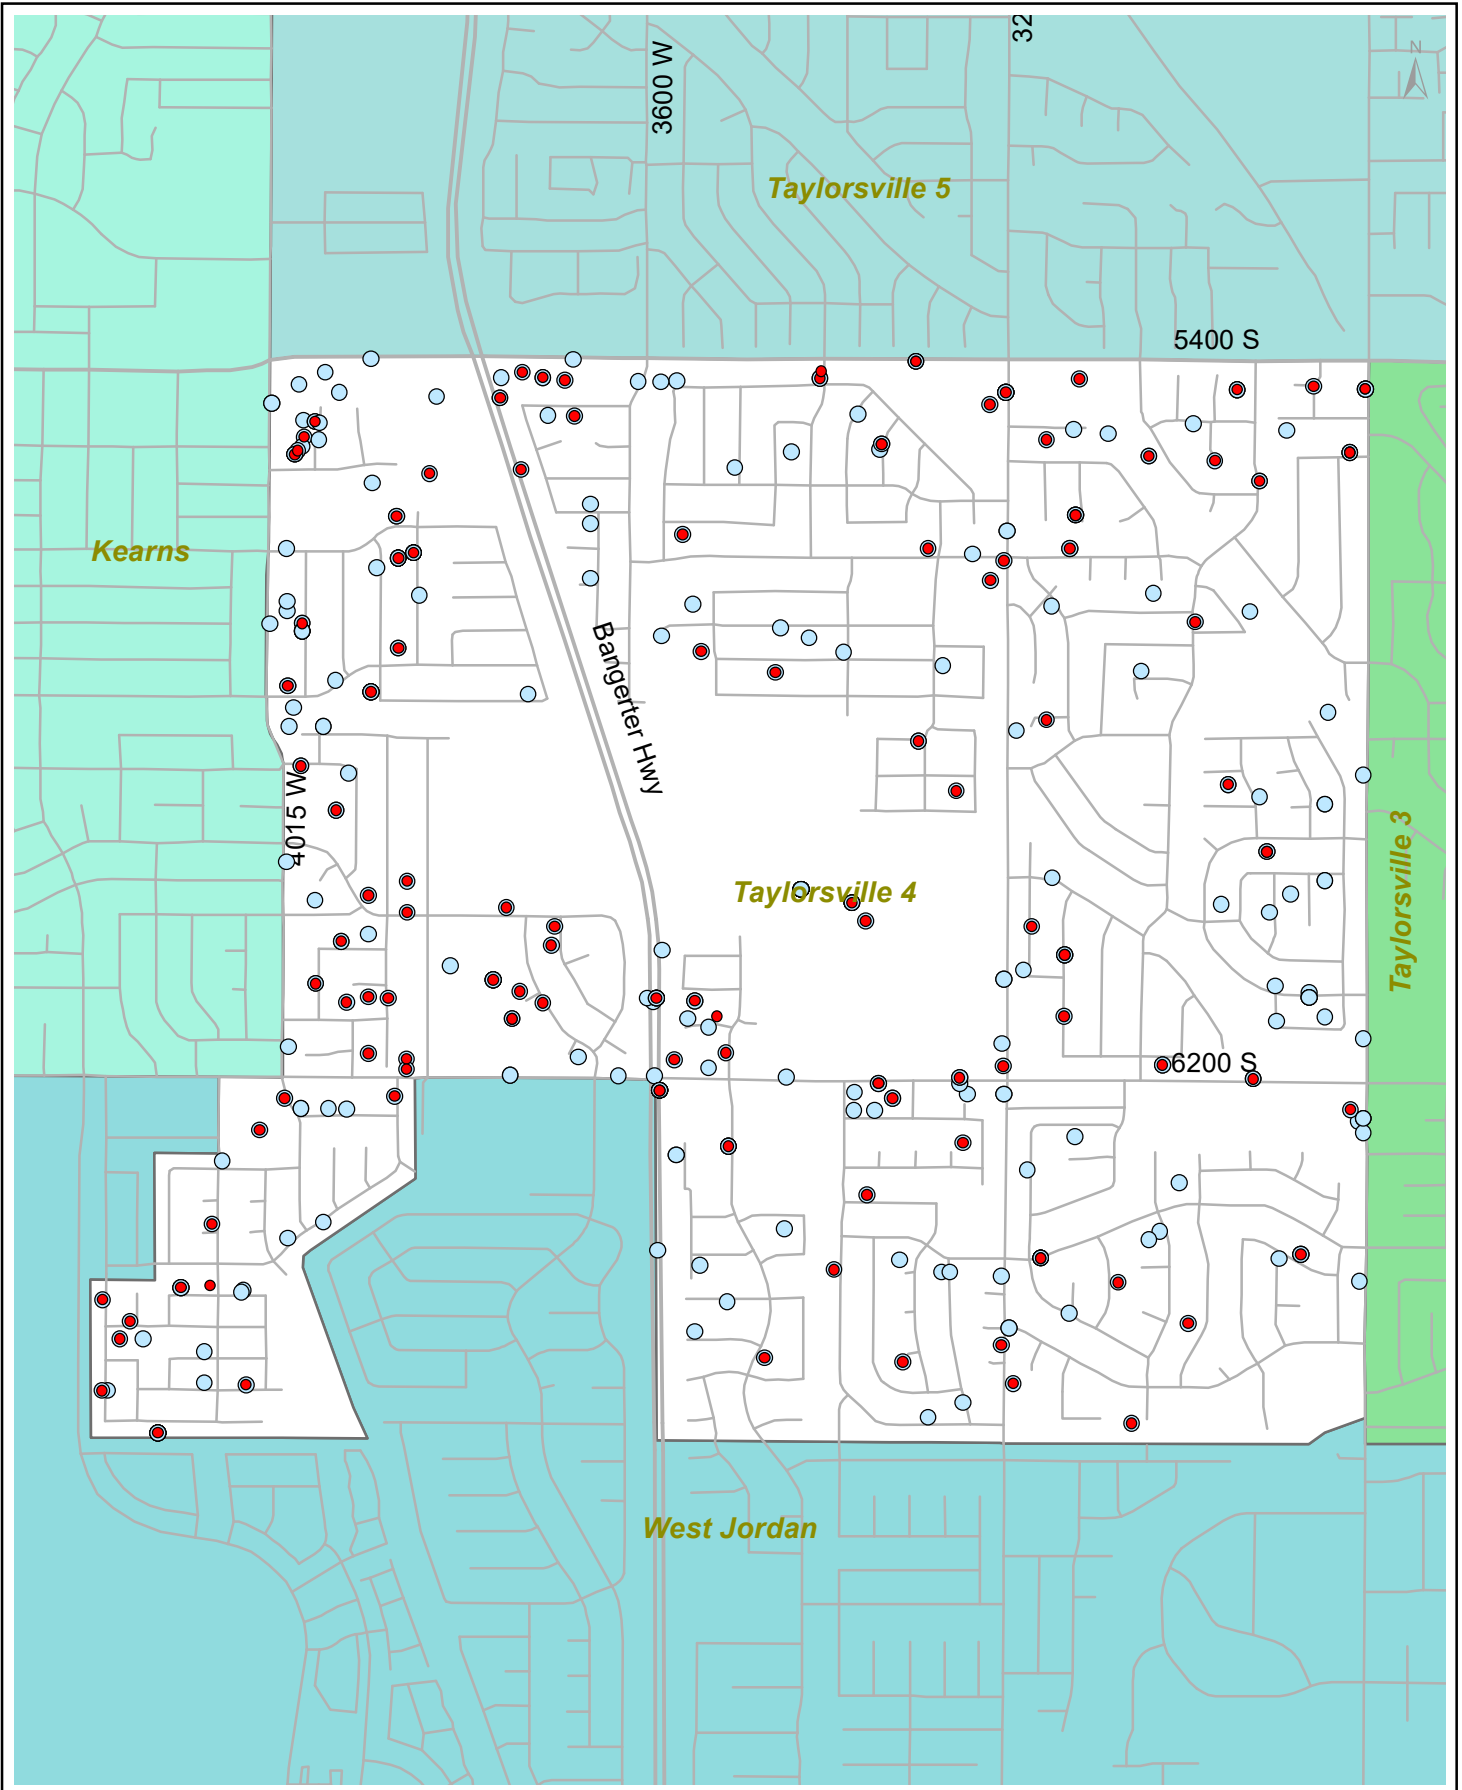 32
N
3600 W
Taylorsville 5
5400 S
Kearns
Bangerter Hwy
4015 W
Taylorsville 4
Taylorsville 3
6200 S
West Jordan